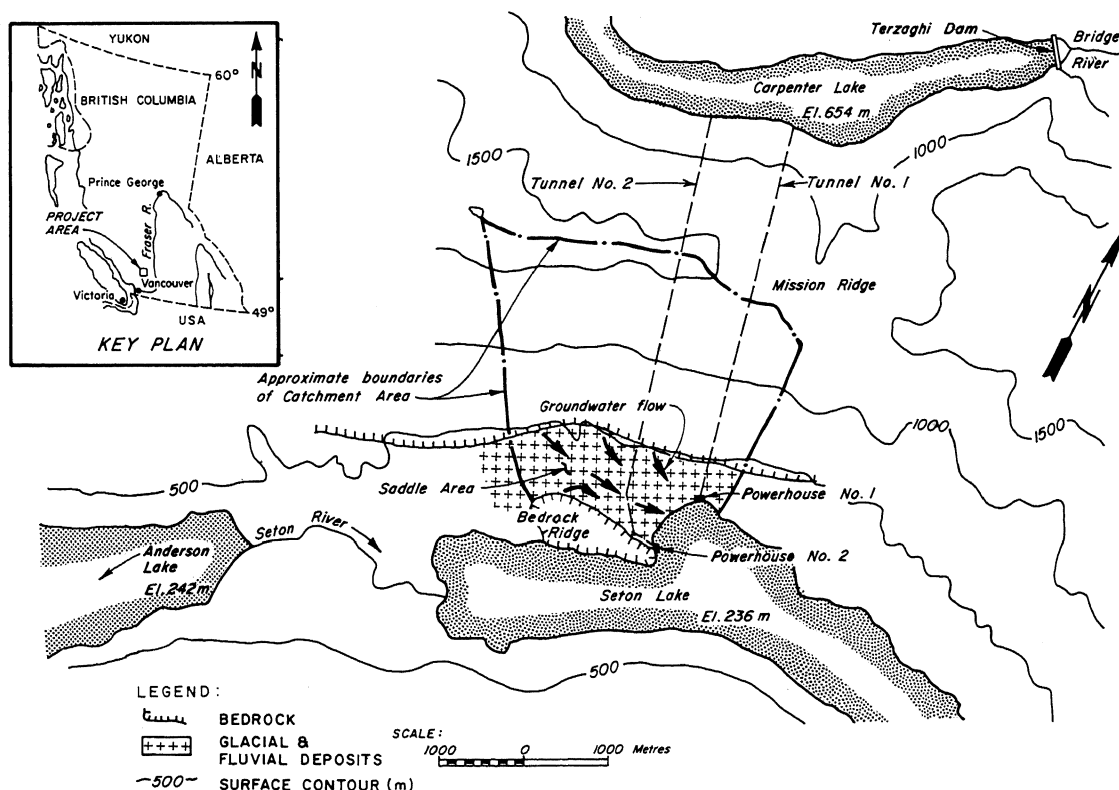 YUKON
N
60°
BRITISH COLUMBIA
ALBERTA
Prince George
PROJECT
AREA
Fraser R.
Vancouver
Victoria
USA
49°
KEY PLAN
Terzaghi Dam
Bridge
River
Carpenter Lake
El. 654 m
1500
1000
Tunnel No. 2
Tunnel No. 1
Mission Ridge
N
Approximate boundaries
of Catchment Area
Groundwater flow
1000
1500
500
Saddle Area
Powerhouse No. 1
Bedrock
Ridge
Seton River
Anderson
Lake
El. 242 m
Powerhouse No. 2
Seton Lake
El. 236 m
500
LEGEND:
BEDROCK
GLACIAL &
FLUVIAL DEPOSITS
~500~ SURFACE CONTOUR (m)
SCALE:
1000 0 1000 Metres